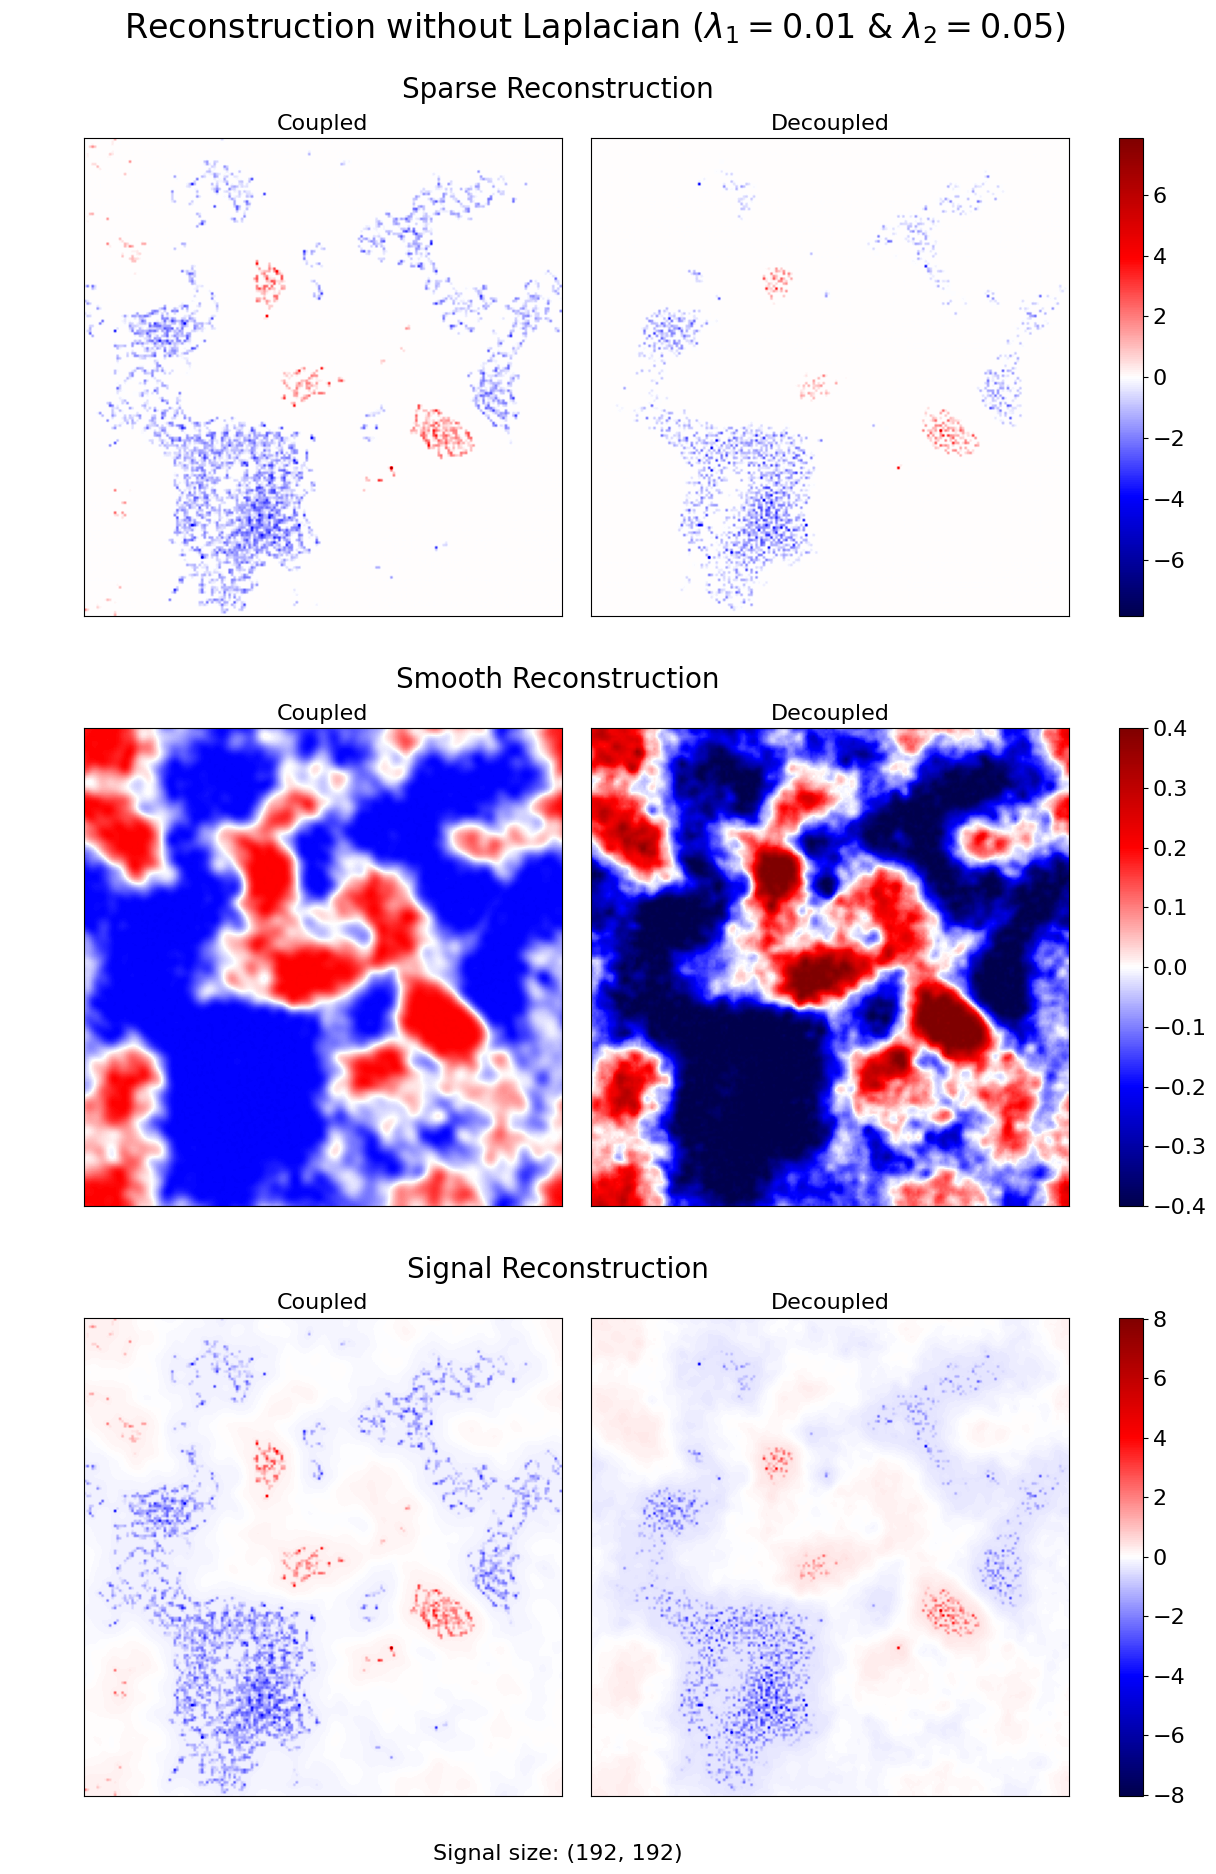 Reconstruction without Laplacian (λ₁ = 0.01 & λ₂ = 0.05)
Sparse Reconstruction
Coupled
Decoupled
6
4
2
0
−2
−4
−6
Smooth Reconstruction
Coupled
Decoupled
0.4
0.3
0.2
0.1
0.0
−0.1
−0.2
−0.3
−0.4
Signal Reconstruction
Coupled
Decoupled
8
6
4
2
0
−2
−4
−6
−8
Signal size: (192, 192)